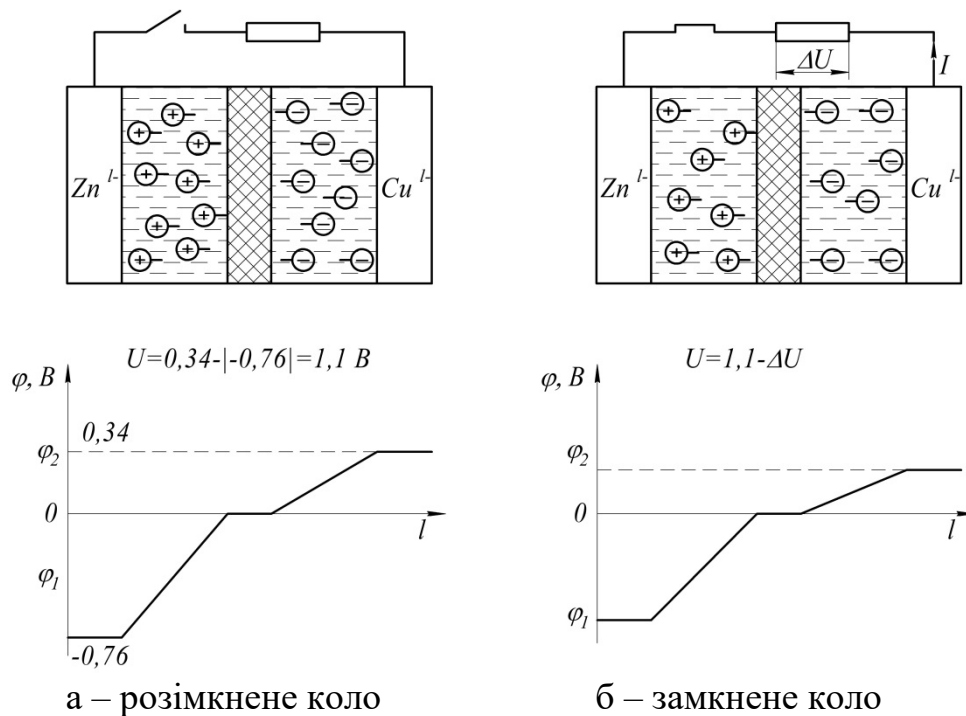 ΔU
I
Zn l-
Cu l-
Zn l-
Cu l-
U=0,34-|-0,76|=1,1 В
U=1,1-ΔU
φ, В
0,34
φ2
0
l
φ1
-0,76
φ, В
φ2
0
l
φ1
а – розімкнене коло
б – замкнене коло